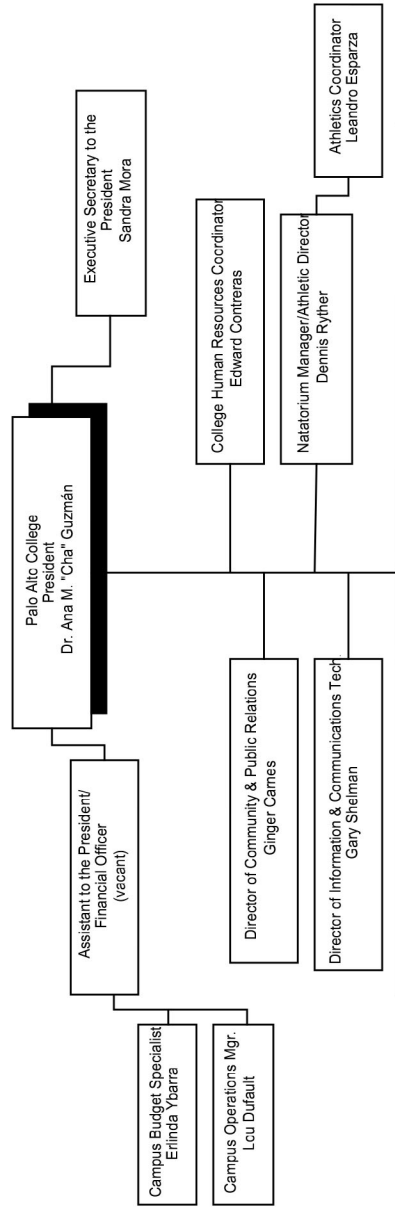 Palo Altc College
President
Dr. Ana M. "Cha" Guzmán
Assistant to the President/
Financial Officer
(vacant)
Executive Secretary to the
President
Sandra Mora
Campus Budget Specialist
Erlinda Ybarra
Campus Operations Mgr.
Lcu Dufault
College Human Resources Cocrdinator
Edward Contreras
Director of Community & Public Relations
Ginger Carnes
Natatorium Manager/Athletic Director
Dennis Ryther
Athletics Coordinator
Leandro Esparza
Director of Information & Communications Tech.
Gary Shelman